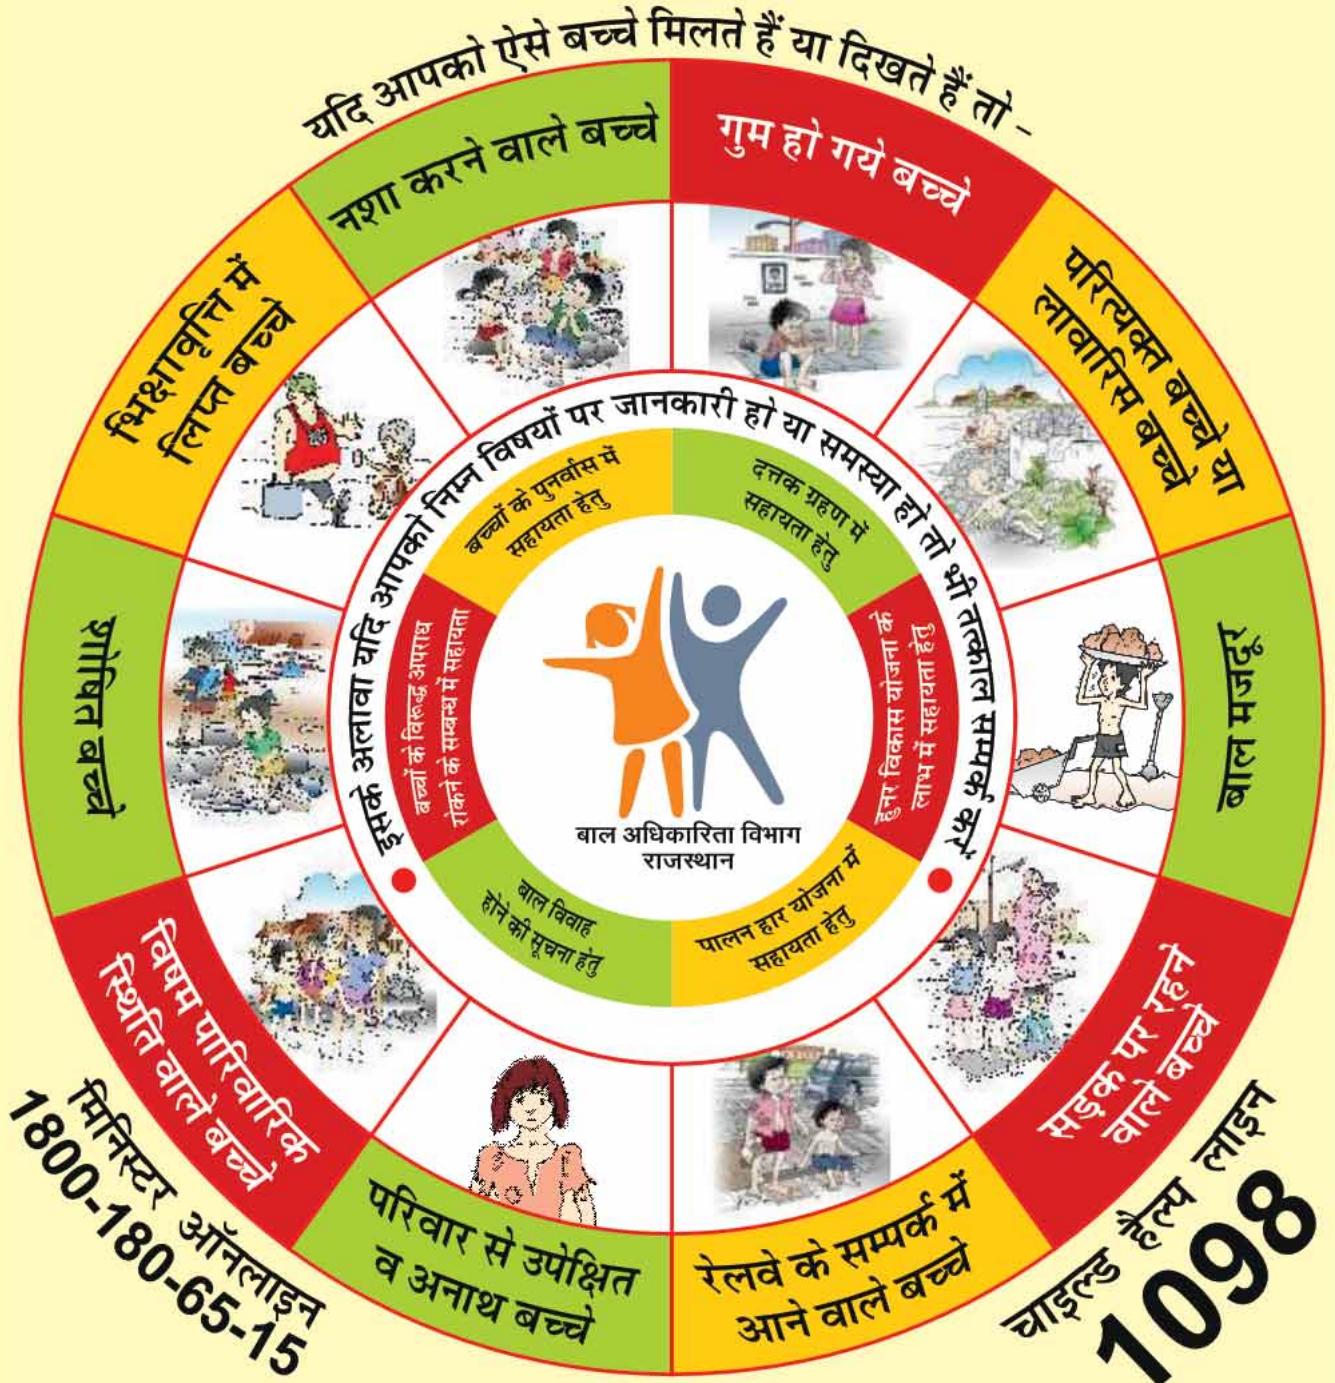 यदि आपको ऐसे बच्चे मिलते हैं या दिखते हैं तो -
गुम हो गये बच्चे
परित्यक्त बच्चे या
लावारिस बच्चे
बाल मजदूर
सड़क पर रहने
वाले बच्चे
रेलवे के सम्पर्क में
आने वाले बच्चे
परिवार से उपेक्षित
व अनाथ बच्चे
विषम पारिवारिक
स्थिति वाले बच्चे
शोषित बच्चे
भिक्षावृत्ति में
लिप्त बच्चे
नशा करने वाले बच्चे
इसके अलावा यदि आपको निम्न विषयों पर जानकारी हो या समस्या हो तो भी तत्काल सम्पर्क करें
दत्तक ग्रहण में
सहायता हेतु
हुनर विकास योजना के
लाभ में सहायता हेतु
पालन हार योजना में
सहायता हेतु
बाल विवाह
होने की सूचना हेतु
बच्चों के विरूद्ध अपराध
रोकने के सम्बन्ध में सहायता
बच्चों के पुनर्वास में
सहायता हेतु
बाल अधिकारिता विभाग
राजस्थान
मिनिस्टर ऑनलाइन
1800-180-65-15
चाइल्ड हैल्प लाइन
1098